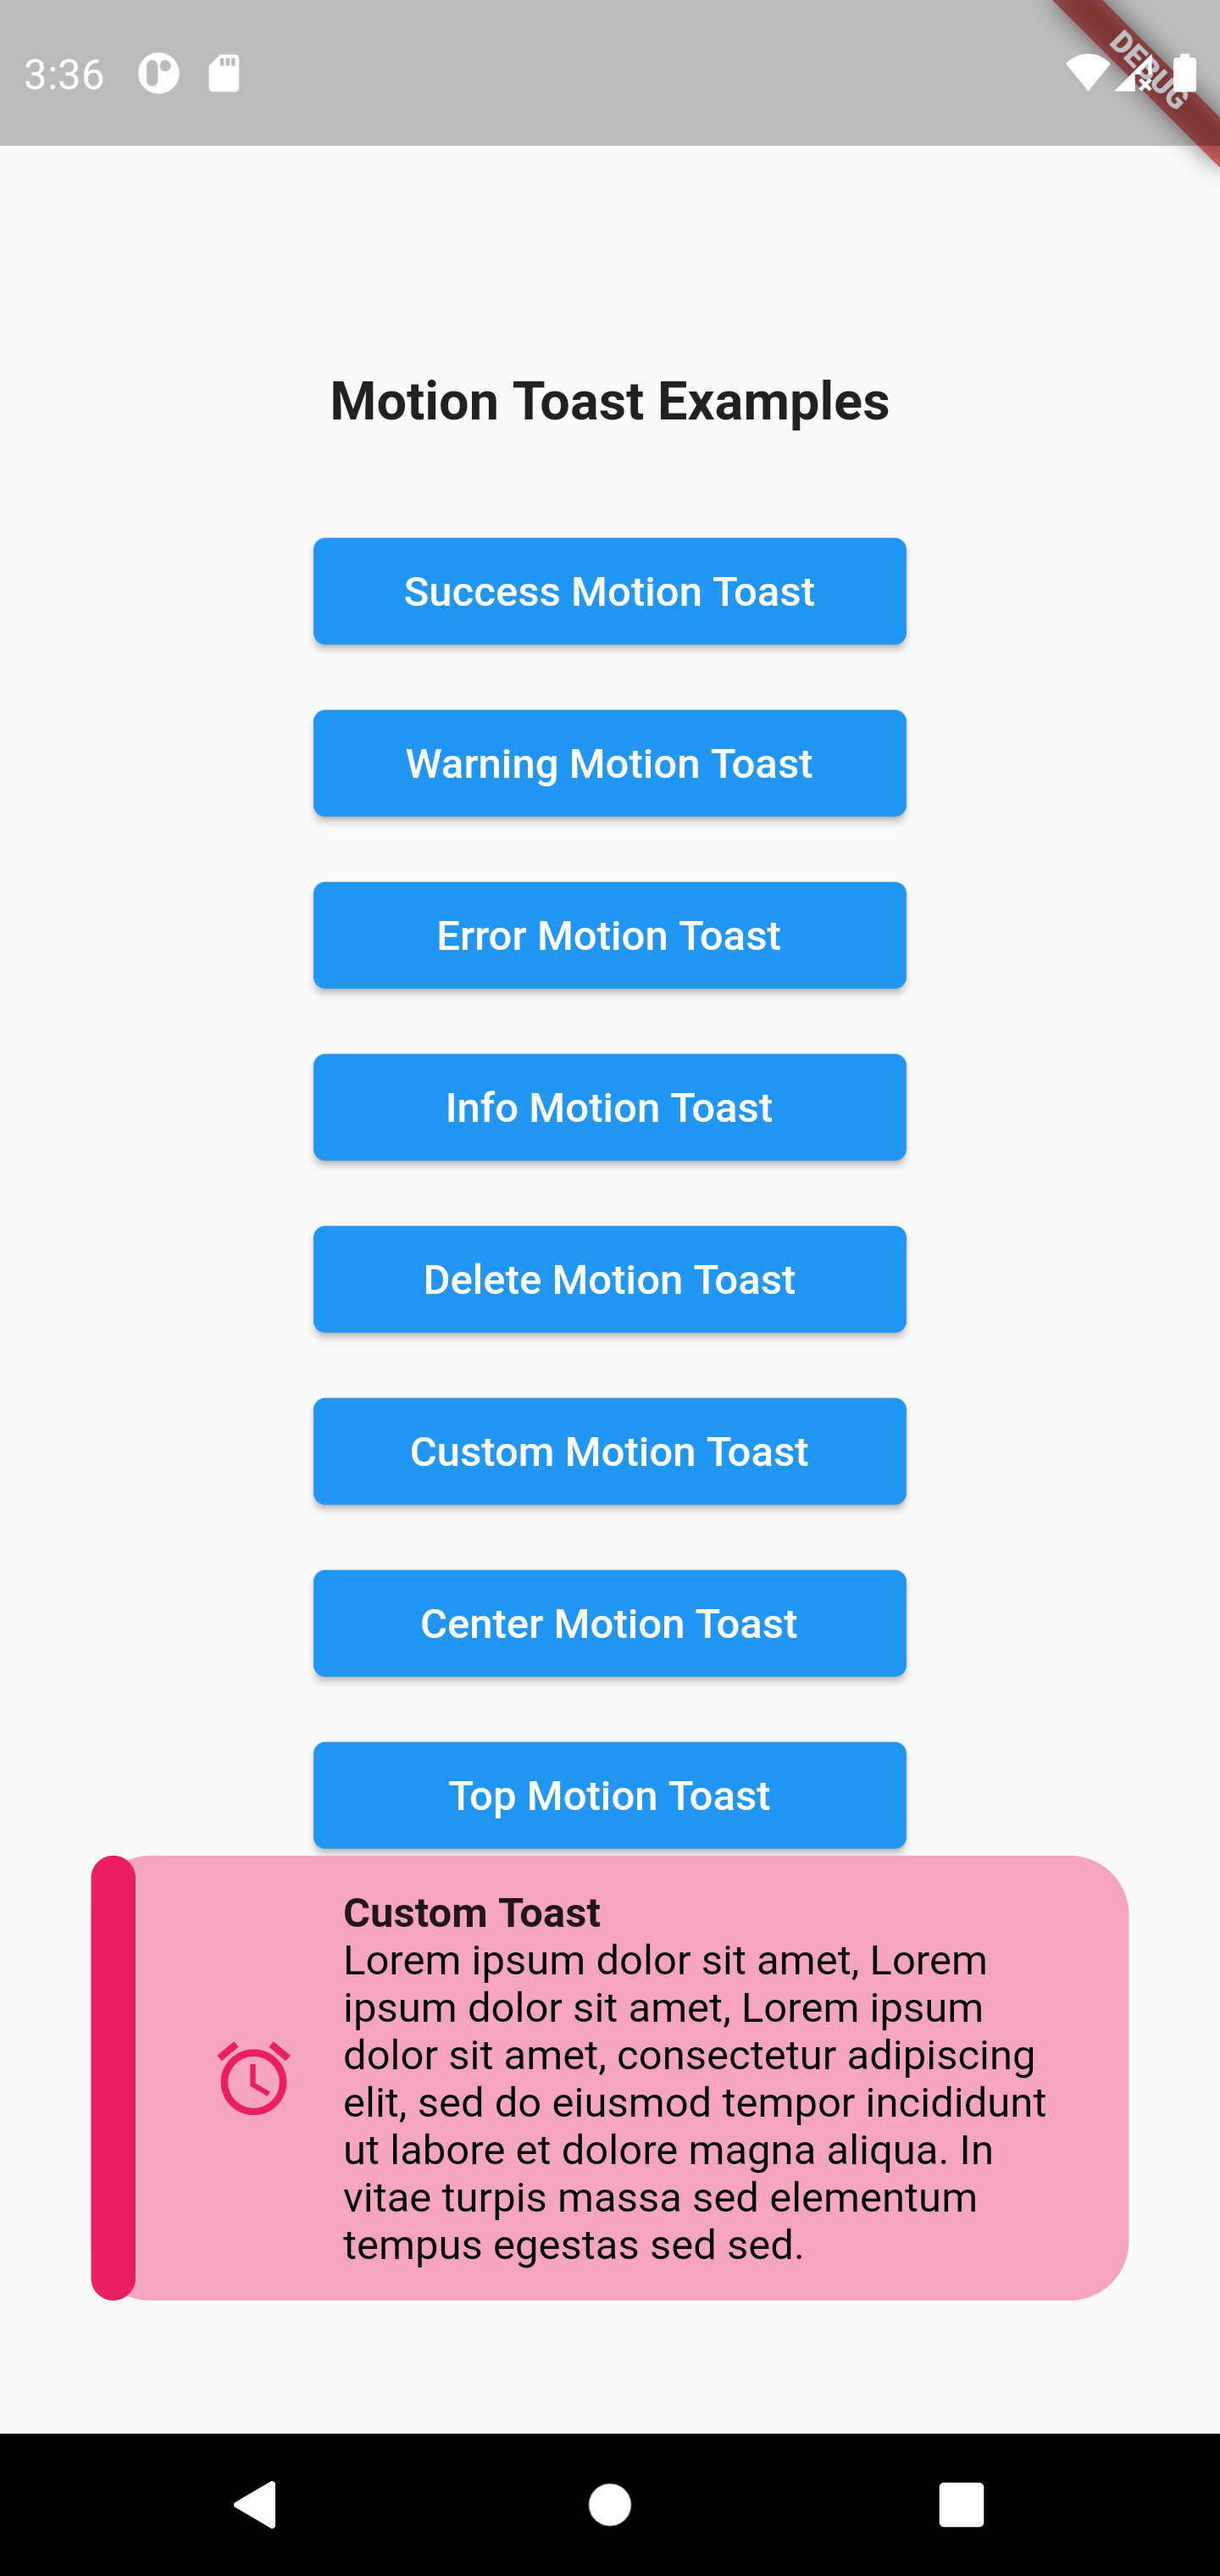 3:36
DEBUG
Motion Toast Examples
Success Motion Toast
Warning Motion Toast
Error Motion Toast
Info Motion Toast
Delete Motion Toast
Custom Motion Toast
Center Motion Toast
Top Motion Toast
Custom Toast
Lorem ipsum dolor sit amet, Lorem
ipsum dolor sit amet, Lorem ipsum
dolor sit amet, consectetur adipiscing
elit, sed do eiusmod tempor incididunt
ut labore et dolore magna aliqua. In
vitae turpis massa sed elementum
tempus egestas sed sed.